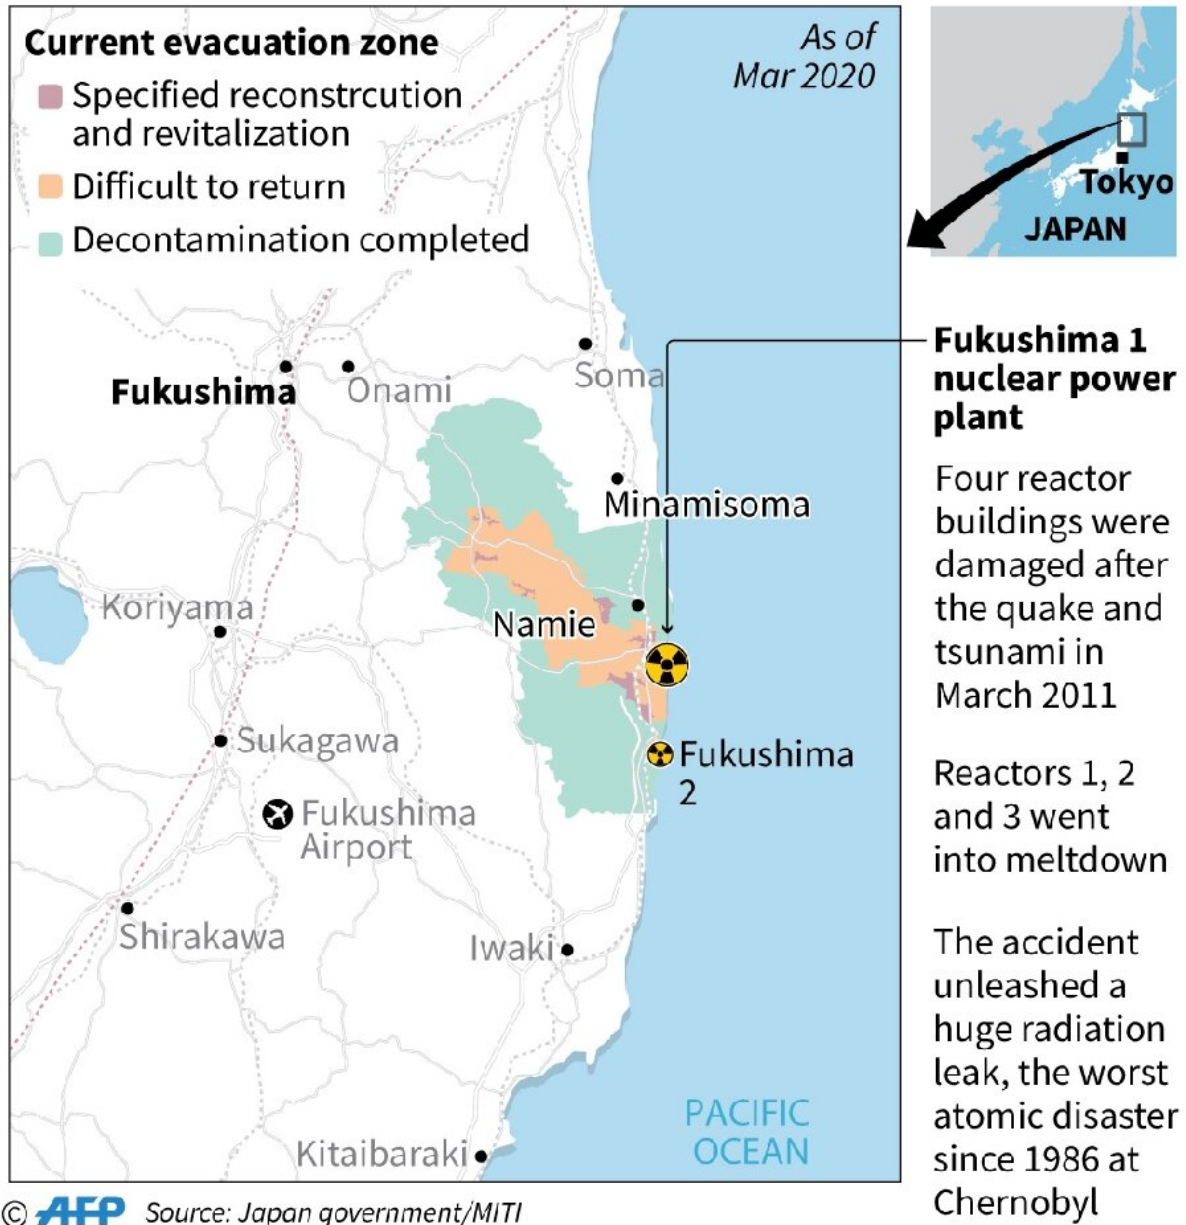 Current evacuation zone
Specified reconstrcution
and revitalization
Difficult to return
Decontamination completed
As of
Mar 2020
Tokyo
JAPAN
Fukushima
Onami
Soma
Minamisoma
Koriyama
Namie
Sukagawa
Fukushima
2
Fukushima
Airport
Shirakawa
Iwaki
Kitaibaraki
PACIFIC
OCEAN
Fukushima 1
nuclear power
plant
Four reactor
buildings were
damaged after
the quake and
tsunami in
March 2011
Reactors 1, 2
and 3 went
into meltdown
The accident
unleashed a
huge radiation
leak, the worst
atomic disaster
since 1986 at
Chernobyl
© AFP Source: Japan government/MITI